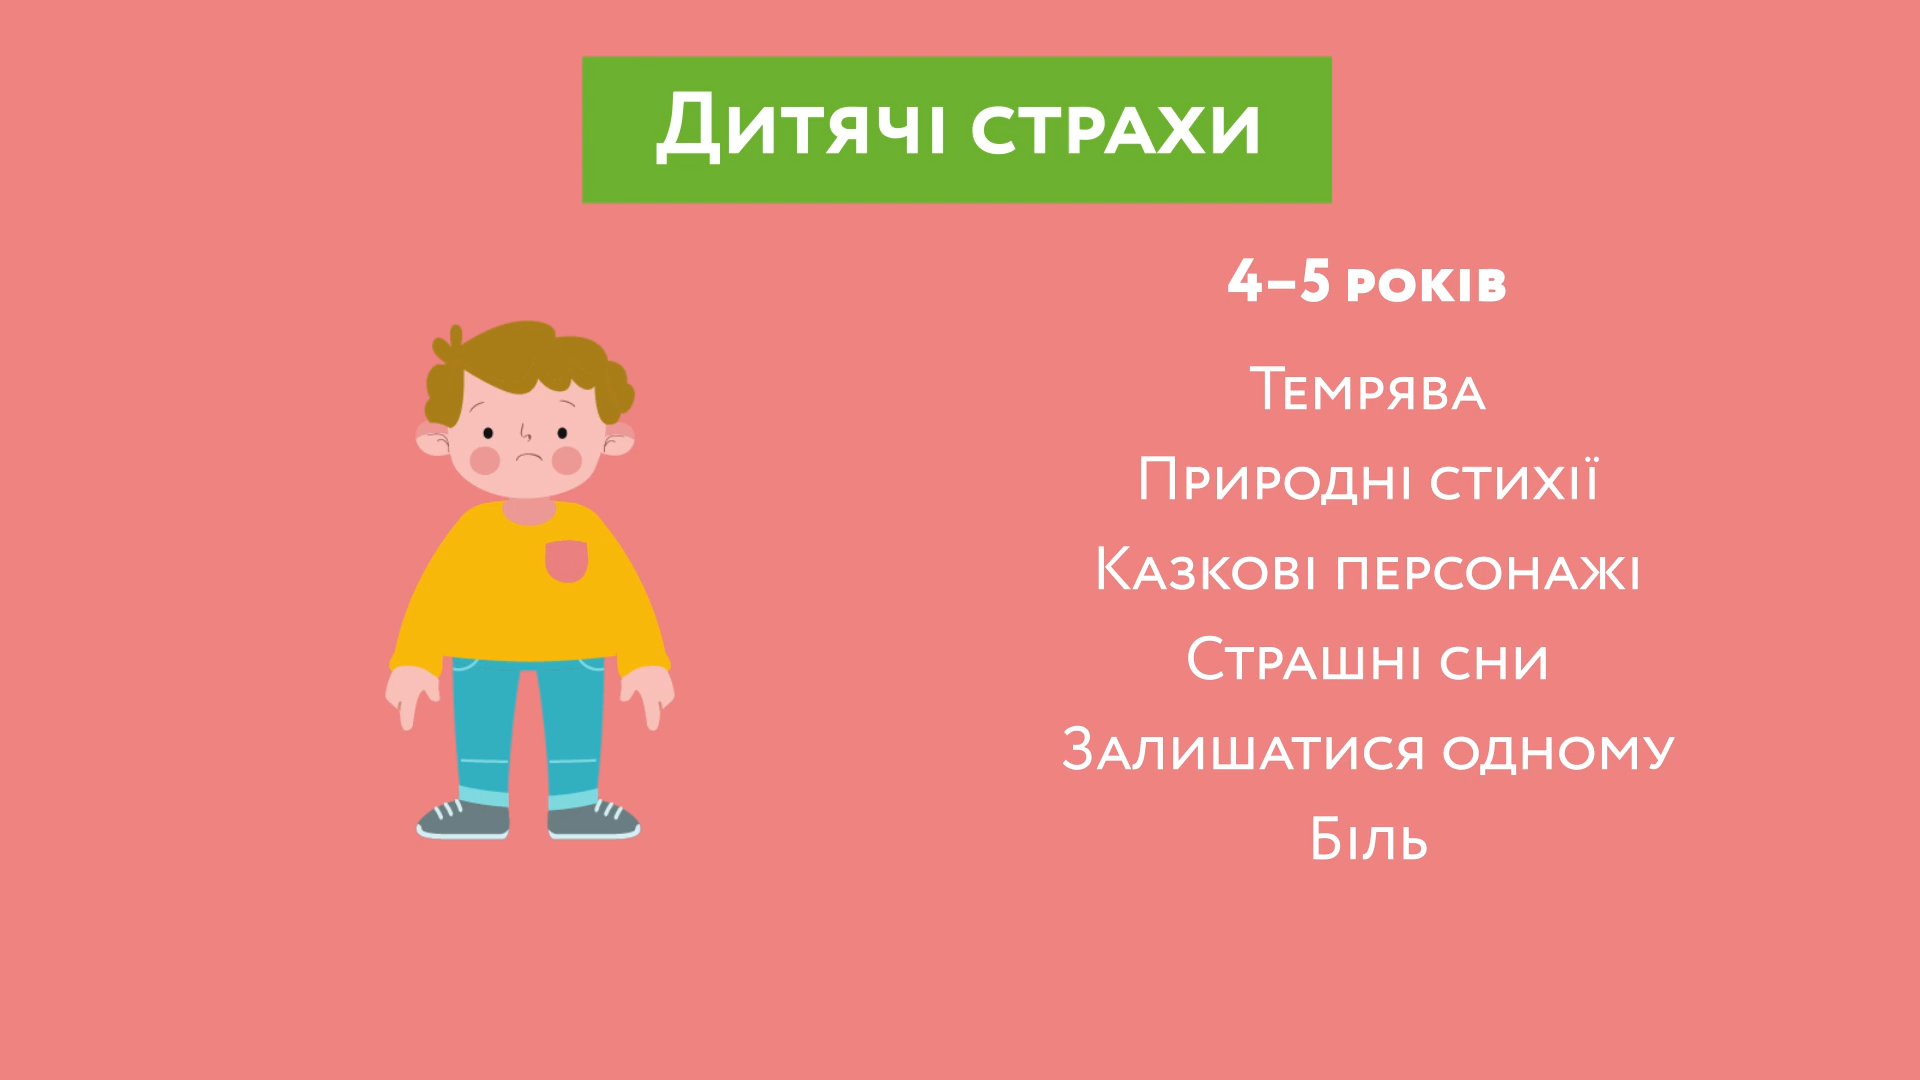 Дитячі страхи
4–5 років
Темрява
Природні стихії
Казкові персонажі
Страшні сни
Залишатися одному
Біль